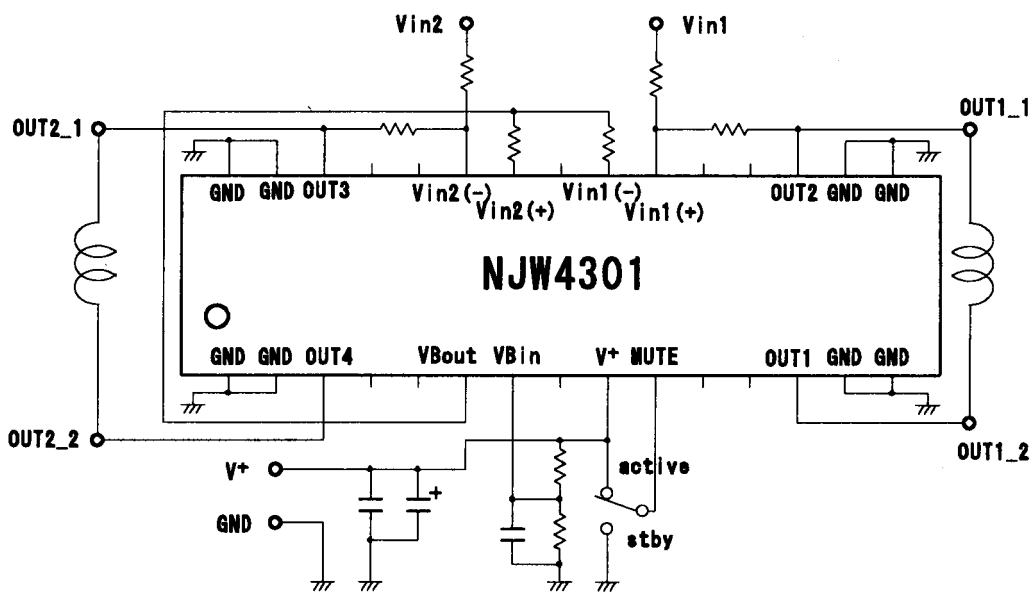 Vin2
Vin1
OUT2_1
OUT1_1
GND GND OUT3 Vin2(-) Vin2(+) Vin1(-) Vin1(+) OUT2 GND GND
NJW4301
GND GND OUT4 VBout VBin V+ MUTE OUT1 GND GND
OUT2_2
OUT1_2
V+
+
active
GND
stby